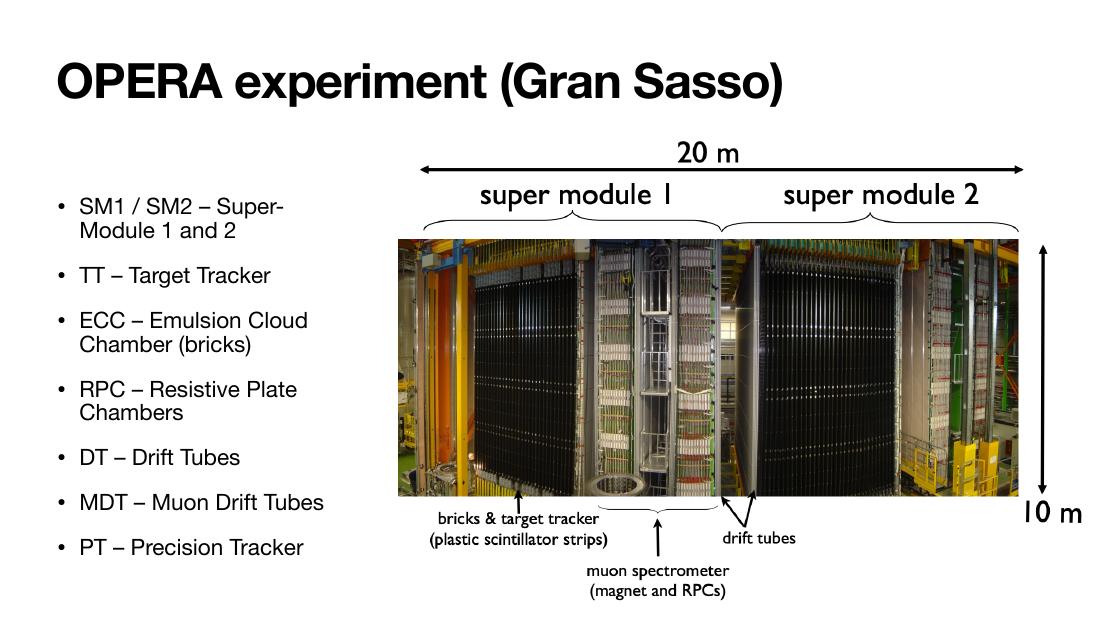 OPERA experiment (Gran Sasso)
• SM1 / SM2 – Super-
Module 1 and 2
• TT – Target Tracker
• ECC – Emulsion Cloud
Chamber (bricks)
• RPC – Resistive Plate
Chambers
• DT – Drift Tubes
• MDT – Muon Drift Tubes
• PT – Precision Tracker
20 m
super module 1
super module 2
10 m
bricks & target tracker
(plastic scintillator strips)
drift tubes
muon spectrometer
(magnet and RPCs)